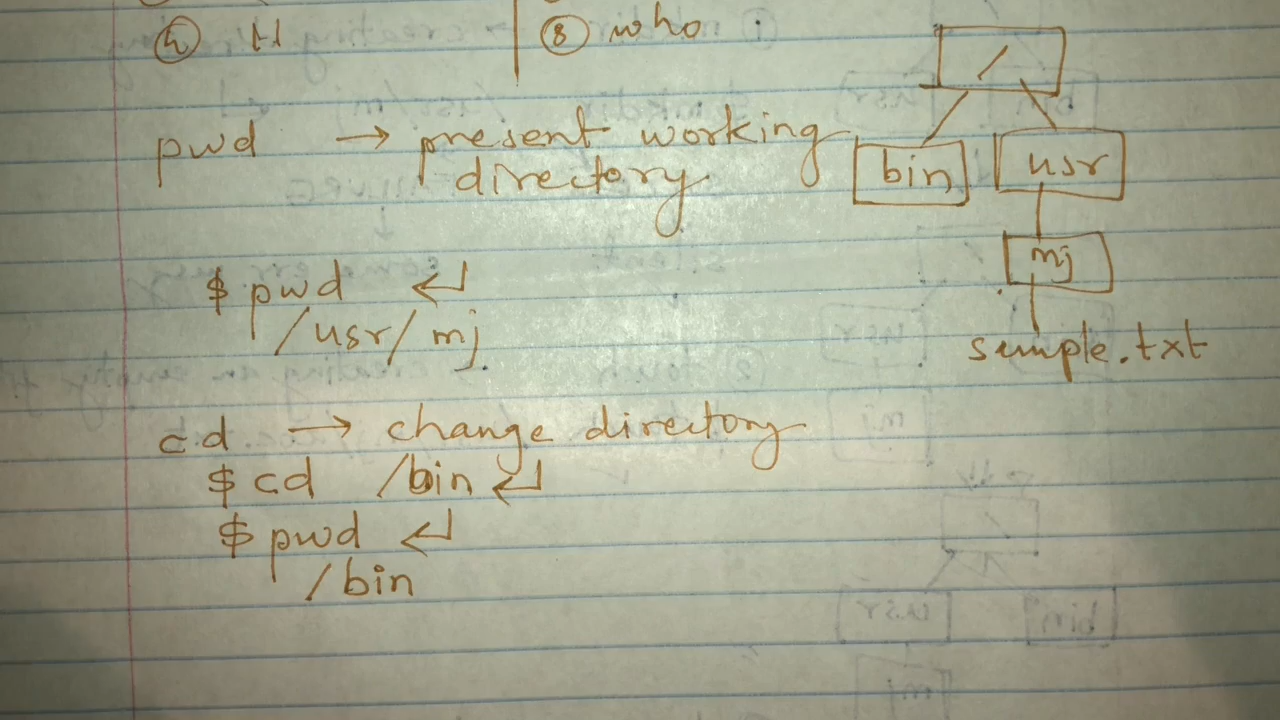 8 who
/
pwd → present working
directory
bin
usr
mj
$ pwd ↵
/usr/mj
sample.txt
cd → change directory
$ cd /bin ↵
$ pwd ↵
/bin